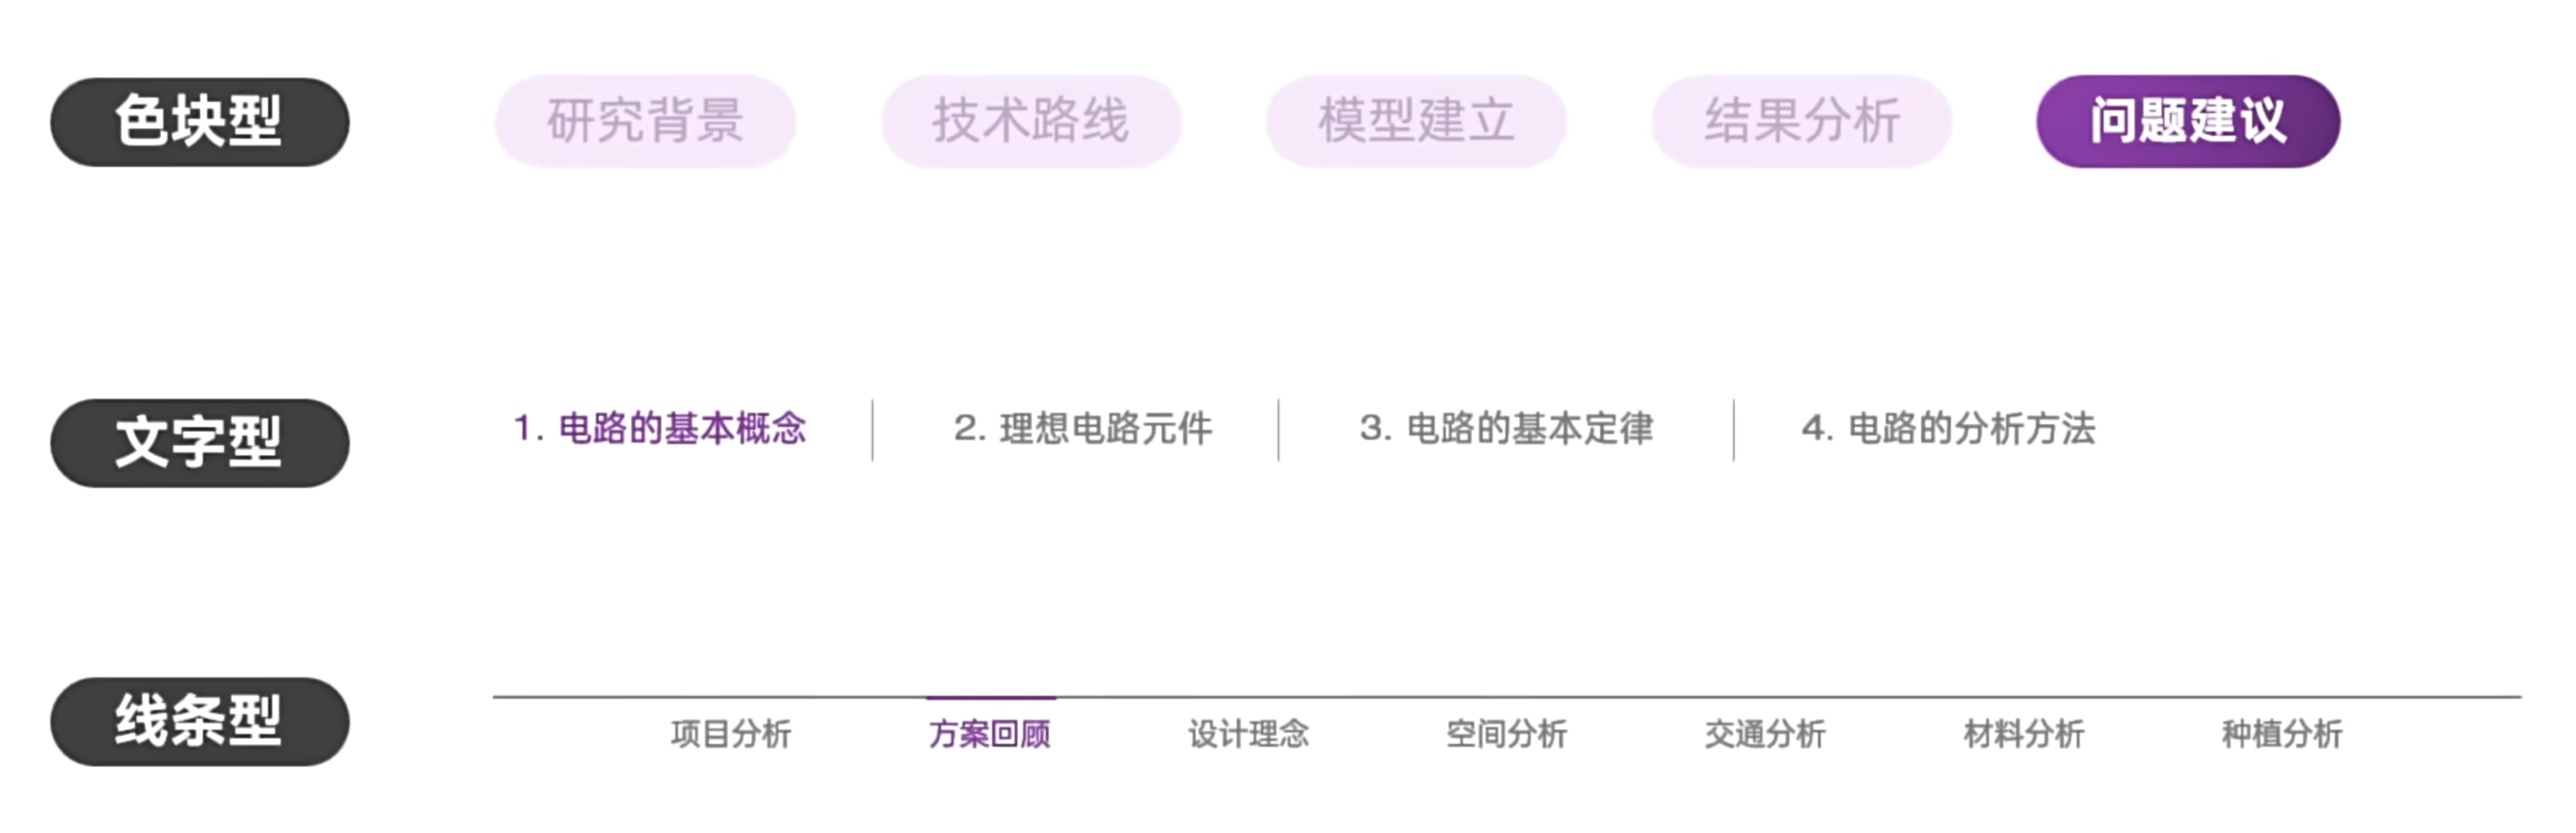 色块型 研究背景 技术路线 模型建立 结果分析 问题建议
文字型 1. 电路的基本概念 2. 理想电路元件 3. 电路的基本定律 4. 电路的分析方法
线条型 项目分析 方案回顾 设计理念 空间分析 交通分析 材料分析 种植分析